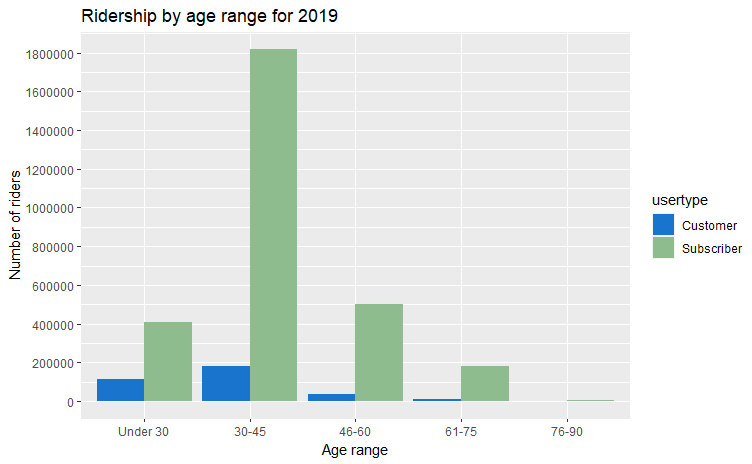 Ridership by age range for 2019
Number of riders
1800000
1600000
1400000
1200000
1000000
800000
600000
400000
200000
0
Under 30
30-45
46-60
61-75
76-90
Age range
usertype
Customer
Subscriber